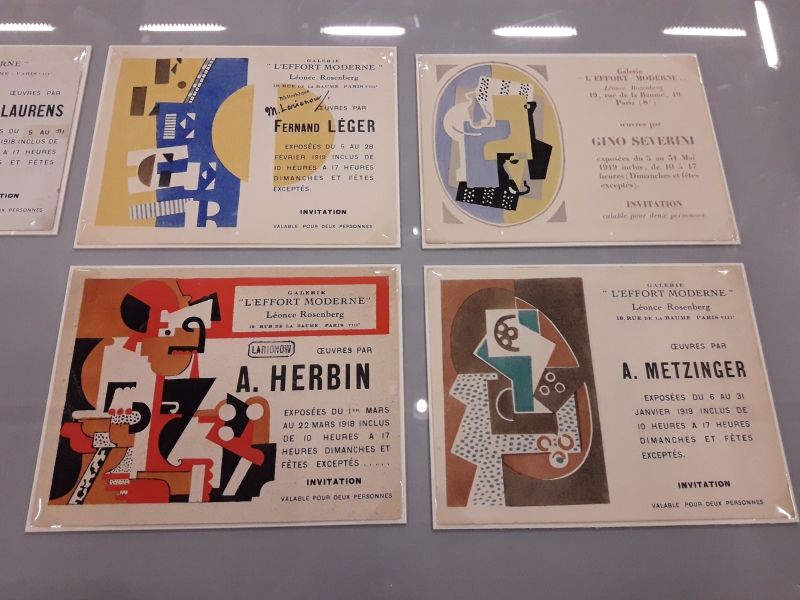 RNE"
PARIS VIIIe
ŒUVRES PAR
LAURENS
DU 5 AU
1918 INCLUS
A 17 HEURES
ET FÊTES
DEUX PERSONNES
GALERIE
"L'EFFORT MODERNE"
Léonce Rosenberg
19 RUE DE LA BAUME PARIS VIIIe
Bibliothèque
M. Larionow
ŒUVRES PAR
FERNAND LÉGER
EXPOSÉES DU 5 AU 28
FÉVRIER 1919 INCLUS DE
10 HEURES A 17 HEURES
DIMANCHES ET FÊTES
EXCEPTÉS.
INVITATION
VALABLE POUR DEUX PERSONNES
Galerie
"L'EFFORT MODERNE"
Léonce Rosenberg
19, rue de la Baume, 19
Paris (8e)
œuvres par
GINO SEVERINI
exposées du 5 au 31 Mai
1919 inclus, de 10 à 17
heures (Dimanches et fêtes
exceptés).
INVITATION
valable pour deux personnes.
GALERIE
"L'EFFORT MODERNE"
Léonce Rosenberg
19 RUE DE LA BAUME PARIS VIIIe
LARIONOW
ŒUVRES PAR
A. HERBIN
EXPOSÉES DU 1ER MARS
AU 22 MARS 1918 INCLUS
DE 10 HEURES A 17
HEURES DIMANCHES ET
FÊTES EXCEPTÉS .....
INVITATION
VALABLE POUR DEUX PERSONNES
GALERIE
"L'EFFORT MODERNE"
Léonce Rosenberg
19, RUE DE LA BAUME PARIS VIIIe
ŒUVRES PAR
A. METZINGER
EXPOSÉES DU 6 AU 31
JANVIER 1919 INCLUS DE
10 HEURES A 17 HEURES
DIMANCHES ET FÊTES
EXCEPTÉS.
INVITATION
VALABLE POUR DEUX PERSONNES